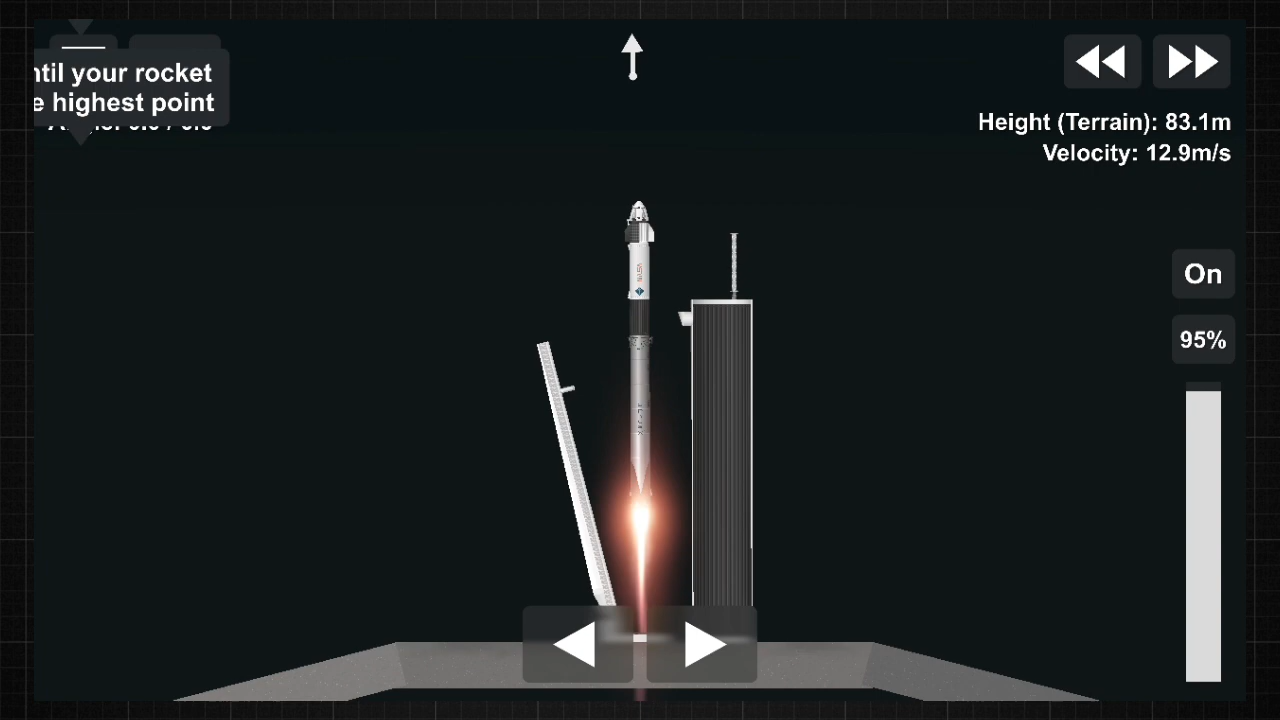 ntil your rocket
e highest point
Height (Terrain): 83.1m
Velocity: 12.9m/s
On
95%